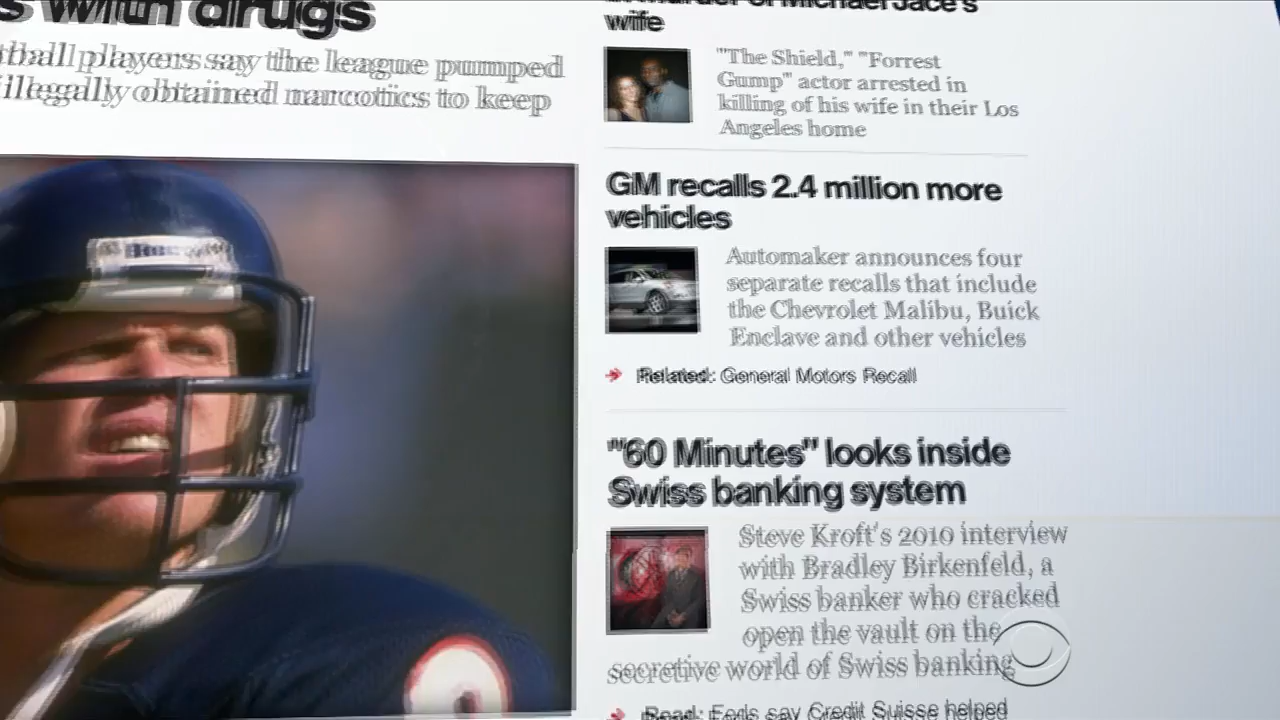 s with drugs
tball players say the league pumped
illegally obtained narcotics to keep
wife
"The Shield," "Forrest
Gump" actor arrested in
killing of his wife in their Los
Angeles home
GM recalls 2.4 million more
vehicles
Automaker announces four
separate recalls that include
the Chevrolet Malibu, Buick
Enclave and other vehicles
Related: General Motors Recall
"60 Minutes" looks inside
Swiss banking system
Steve Kroft's 2010 interview
with Bradley Birkenfeld, a
Swiss banker who cracked
open the vault on the
secretive world of Swiss banking
Read: Feds say Credit Suisse helped